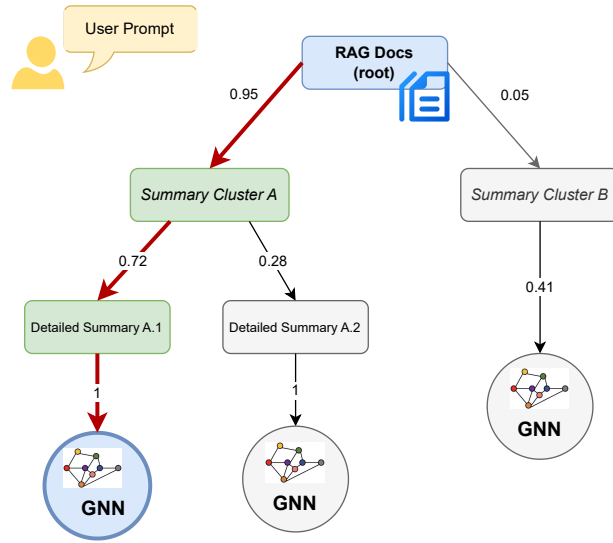 User Prompt
RAG Docs
(root)
0.95
0.05
Summary Cluster A
Summary Cluster B
0.72
0.28
0.41
Detailed Summary A.1
Detailed Summary A.2
1
1
GNN
GNN
GNN